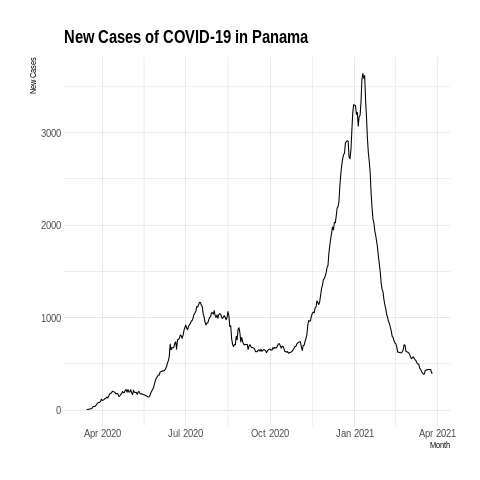 New Cases of COVID-19 in Panama
New Cases
3000
2000
1000
0
Apr 2020
Jul 2020
Oct 2020
Jan 2021
Apr 2021
Month